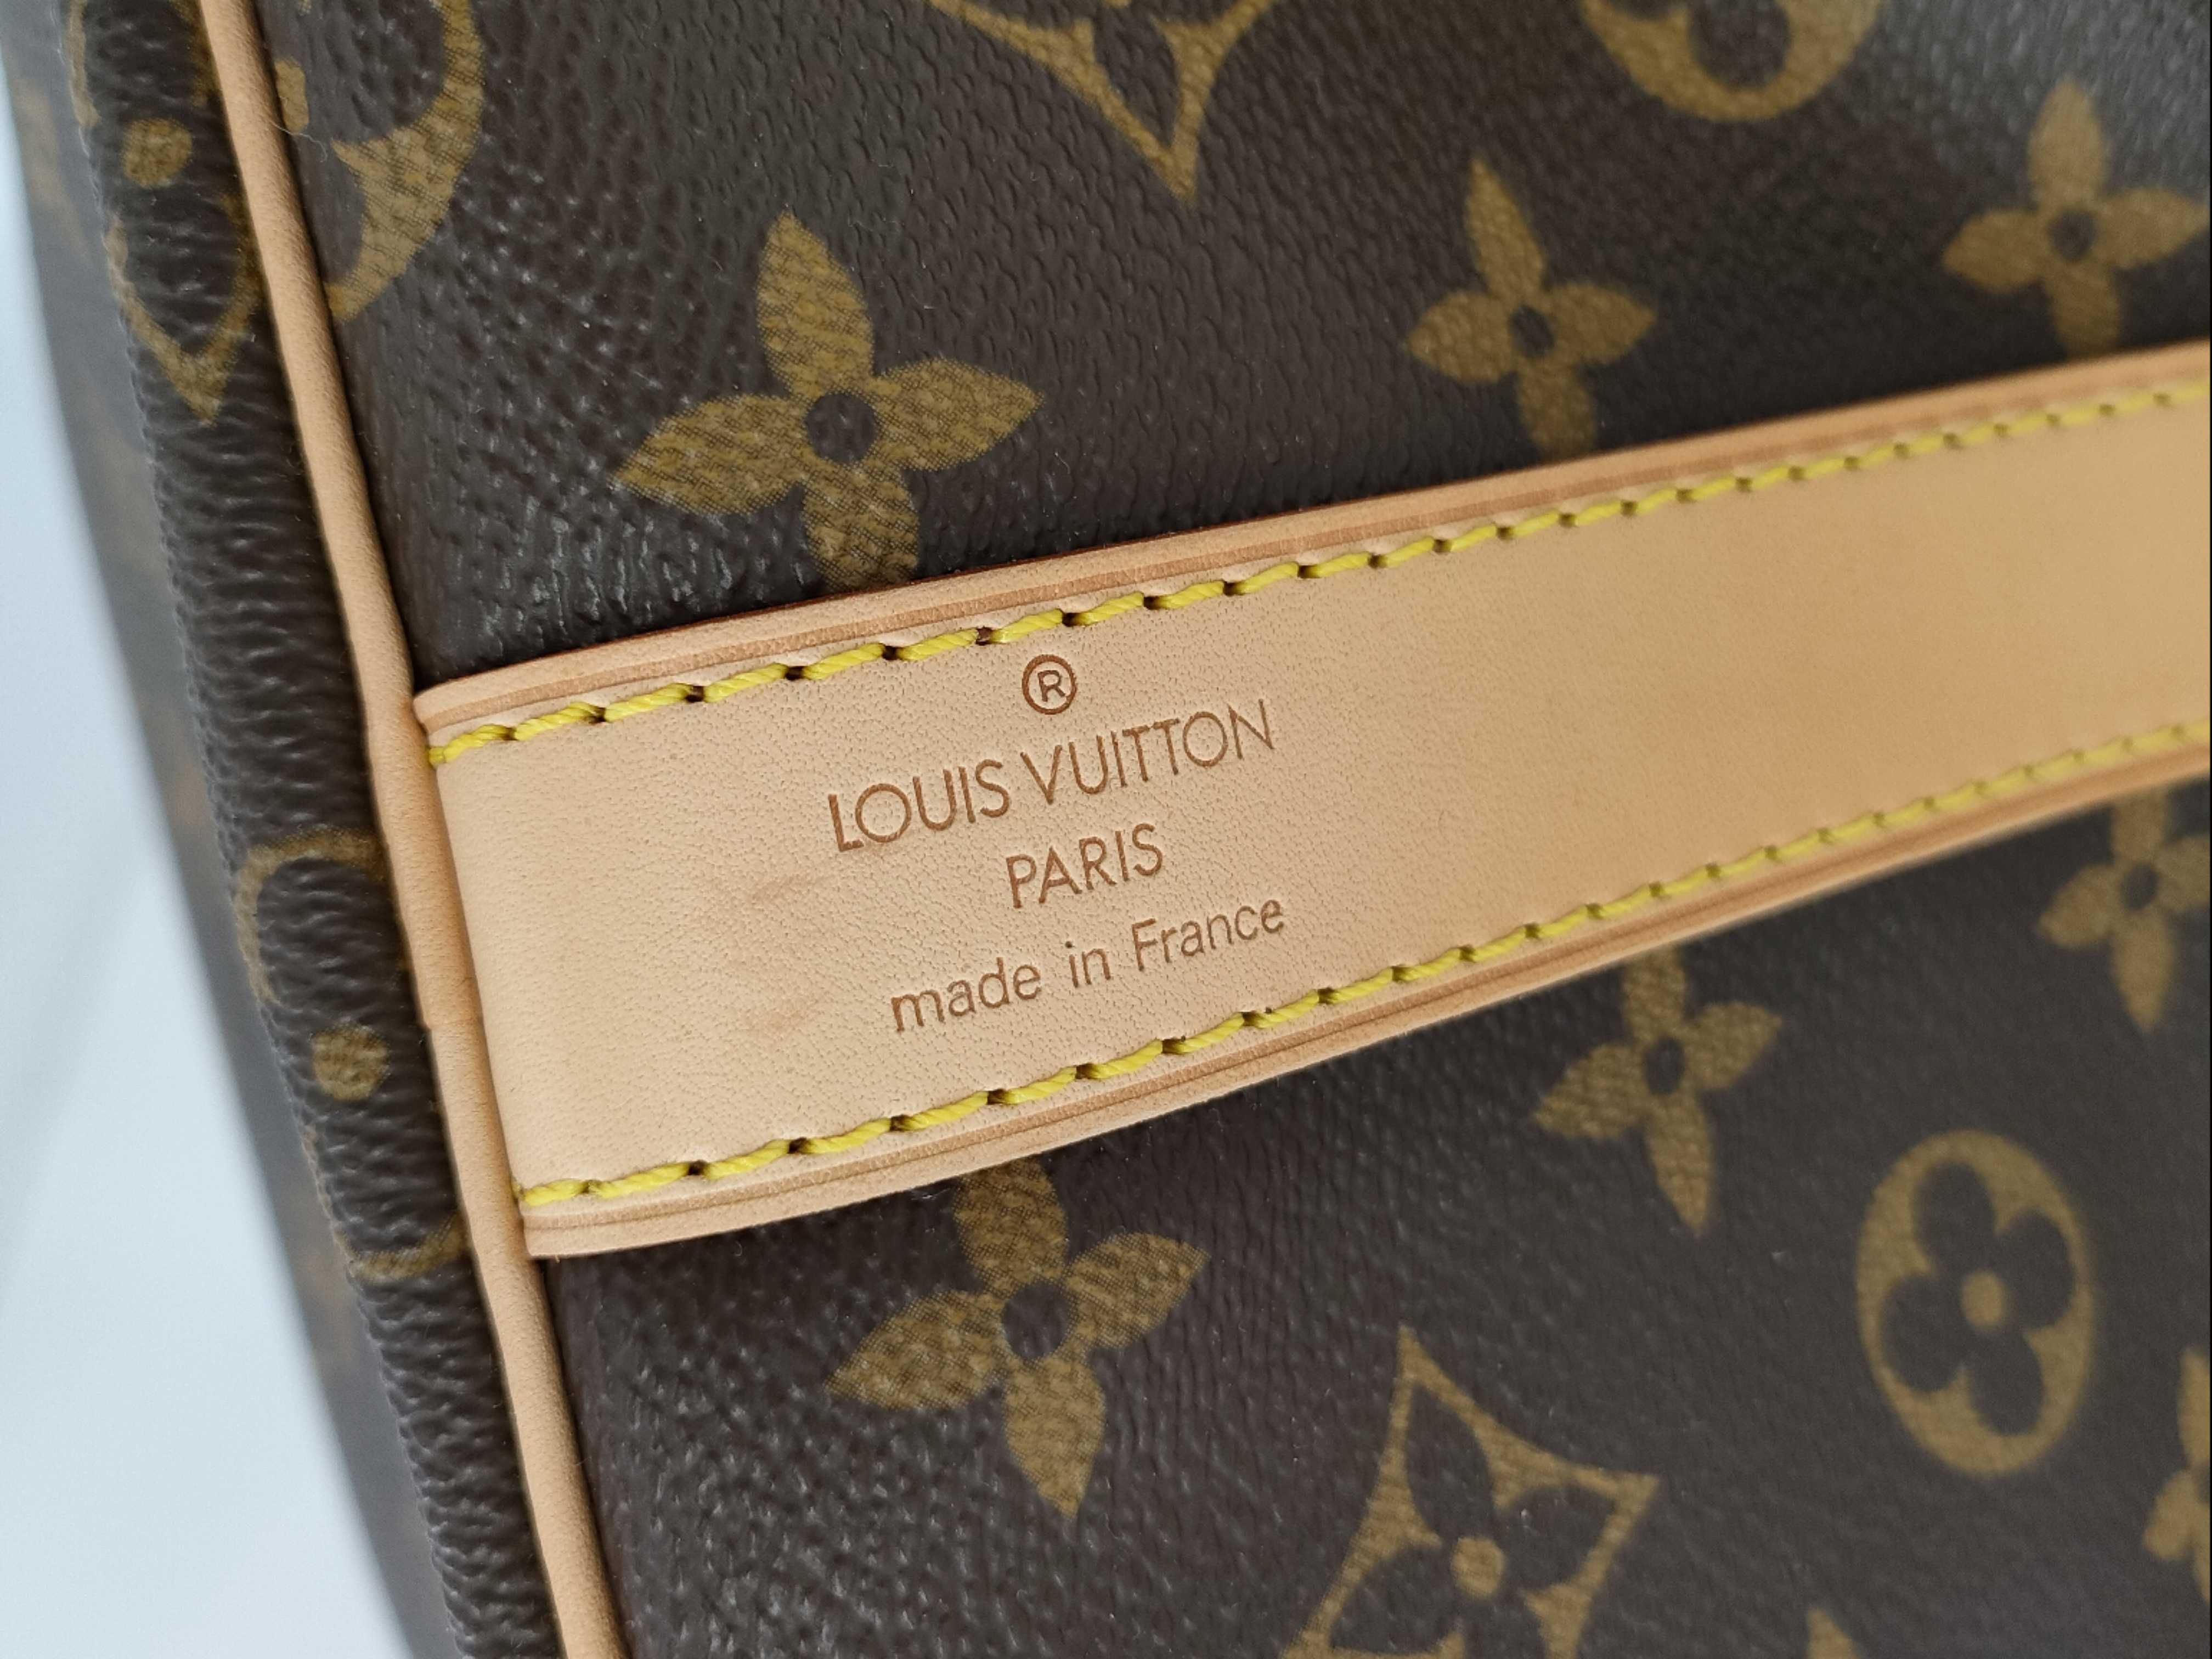 ®
LOUIS VUITTON
PARIS
made in France